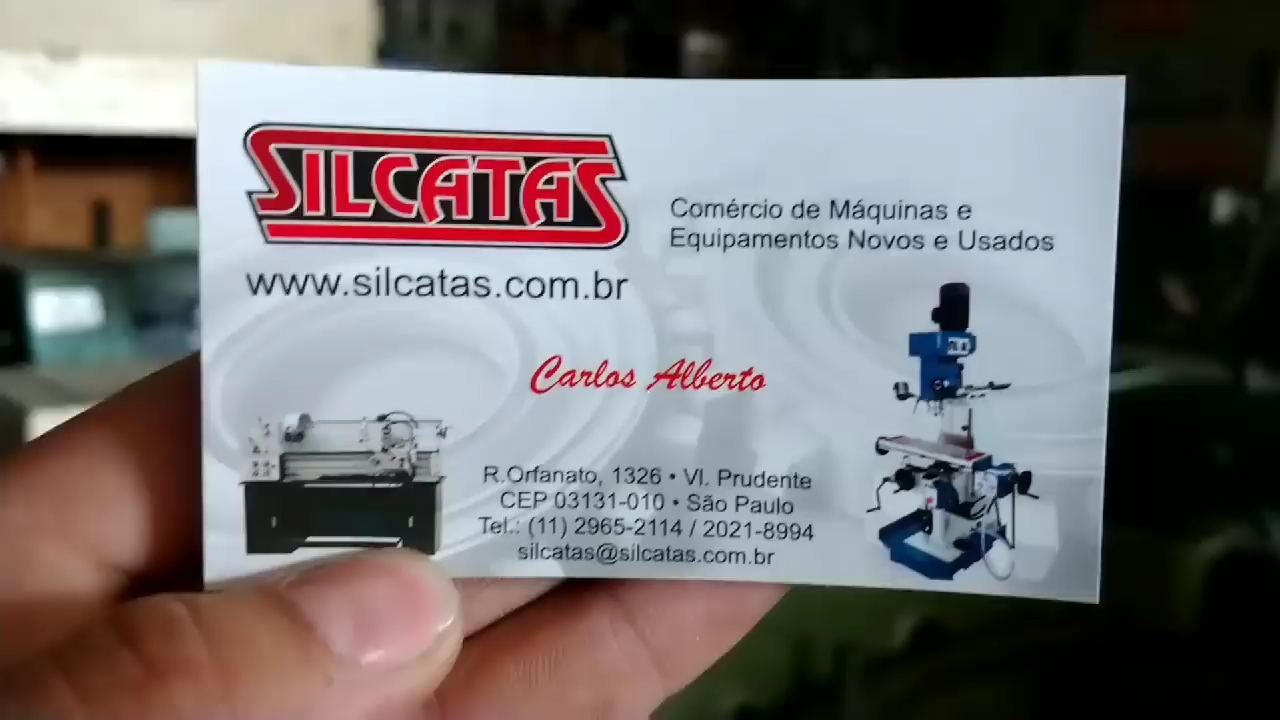 SILCATAS
Comércio de Máquinas e
Equipamentos Novos e Usados
www.silcatas.com.br
Carlos Alberto
R.Orfanato, 1326 • Vl. Prudente
CEP 03131-010 • São Paulo
Tel.: (11) 2965-2114 / 2021-8994
silcatas@silcatas.com.br